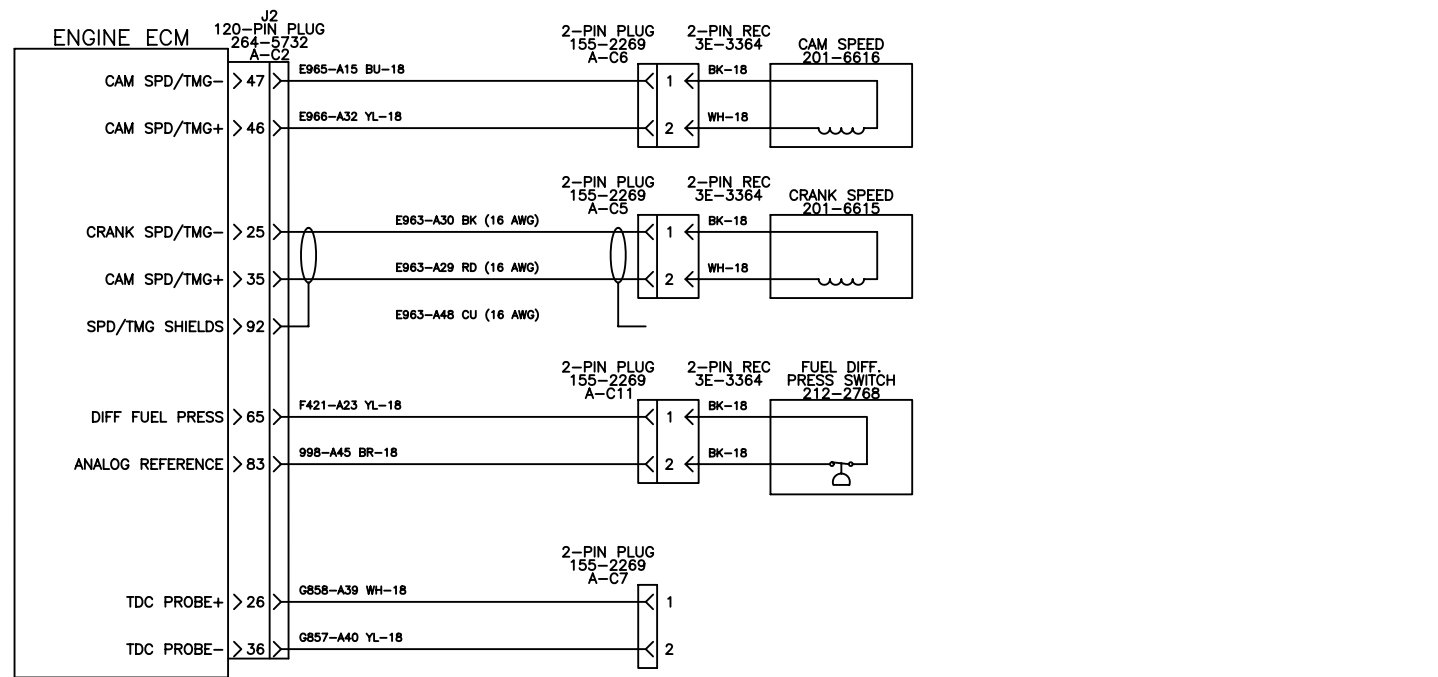 J2
120-PIN PLUG
264-5732
A-C2
ENGINE ECM
2-PIN PLUG
155-2269
A-C6
2-PIN REC
3E-3364
CAM SPEED
201-6616
CAM SPD/TMG- 47 E965-A15 BU-18 1 BK-18
CAM SPD/TMG+ 46 E966-A32 YL-18 2 WH-18
2-PIN PLUG
155-2269
A-C5
2-PIN REC
3E-3364
CRANK SPEED
201-6615
CRANK SPD/TMG- 25 E963-A30 BK (16 AWG) 1 BK-18
CAM SPD/TMG+ 35 E963-A29 RD (16 AWG) 2 WH-18
SPD/TMG SHIELDS 92 E963-A48 CU (16 AWG)
2-PIN PLUG
155-2269
A-C11
2-PIN REC
3E-3364
FUEL DIFF.
PRESS SWITCH
212-2768
DIFF FUEL PRESS 65 F421-A23 YL-18 1 BK-18
ANALOG REFERENCE 83 998-A45 BR-18 2 BK-18
2-PIN PLUG
155-2269
A-C7
TDC PROBE+ 26 G858-A39 WH-18 1
TDC PROBE- 36 G857-A40 YL-18 2